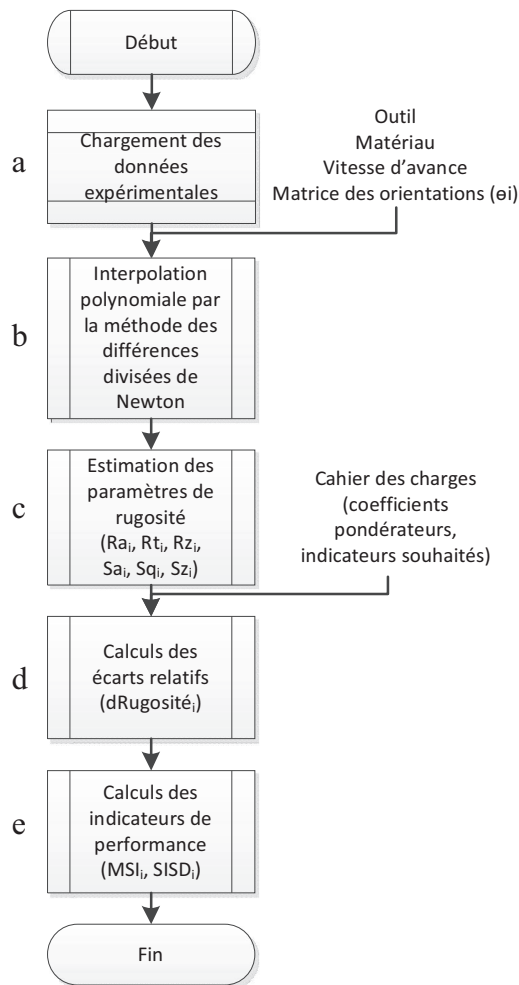 Début
a
Chargement des
données
expérimentales
Outil
Matériau
Vitesse d'avance
Matrice des orientations (ɵi)
b
Interpolation
polynomiale par
la méthode des
différences
divisées de
Newton
c
Estimation des
paramètres de
rugosité
(Raᵢ, Rtᵢ, Rzᵢ,
Saᵢ, Sqᵢ, Szᵢ)
Cahier des charges
(coefficients
pondérateurs,
indicateurs souhaités)
d
Calculs des
écarts relatifs
(dRugositéᵢ)
e
Calculs des
indicateurs de
performance
(MSIᵢ, SISDᵢ)
Fin